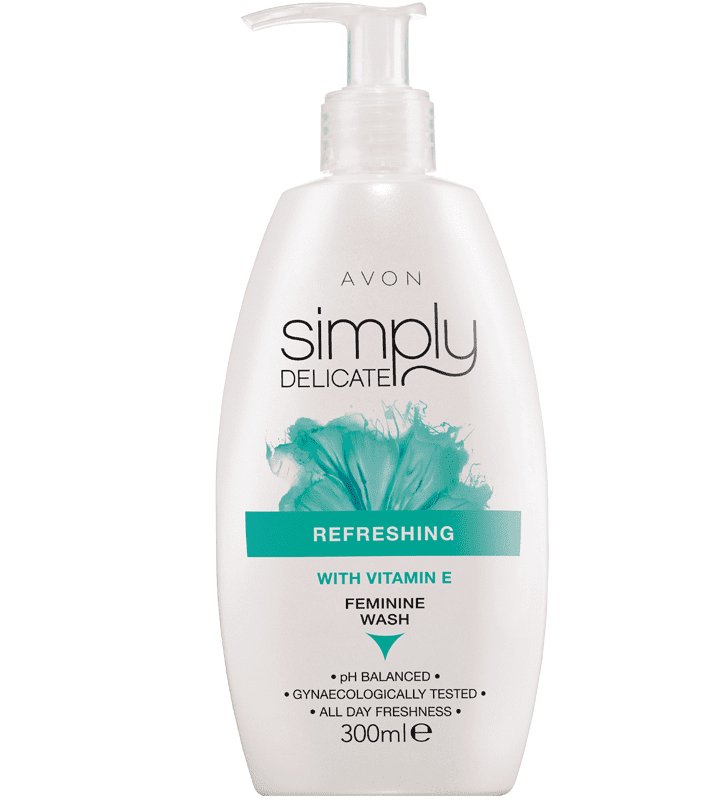 AVON
simply
DELICATE
REFRESHING
WITH VITAMIN E
FEMININE
WASH
• pH BALANCED •
• GYNAECOLOGICALLY TESTED •
• ALL DAY FRESHNESS •
300ml ℮